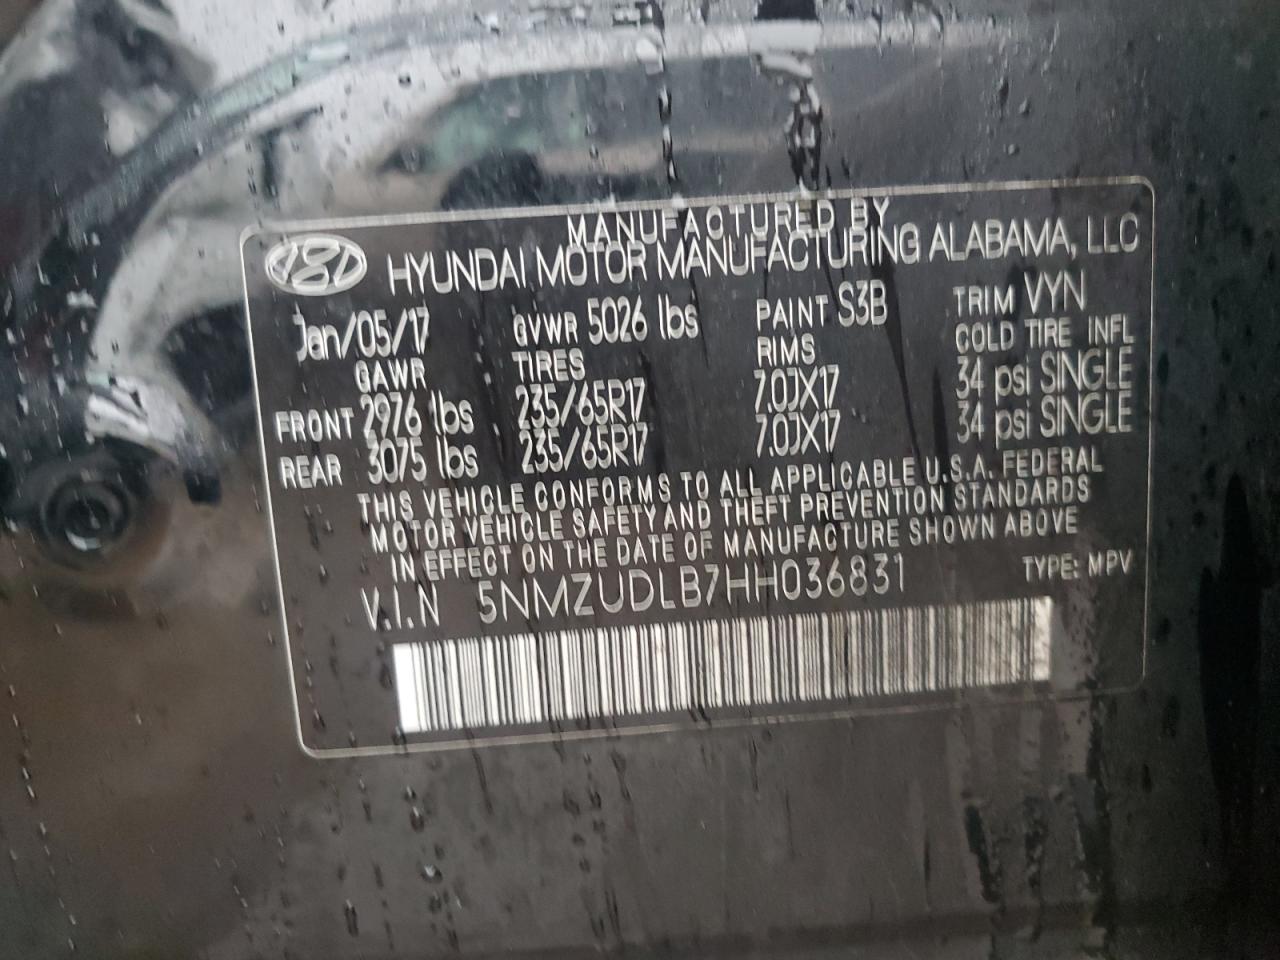 MANUFACTURED BY
HYUNDAI MOTOR MANUFACTURING ALABAMA, LLC
Jan/05/17 GVWR 5026 lbs PAINT S3B TRIM VYN
GAWR TIRES RIMS COLD TIRE INFL
FRONT 2976 lbs 235/65R17 7.0JX17 34 psi SINGLE
REAR 3075 lbs 235/65R17 7.0JX17 34 psi SINGLE
THIS VEHICLE CONFORMS TO ALL APPLICABLE U.S.A. FEDERAL
MOTOR VEHICLE SAFETY AND THEFT PREVENTION STANDARDS
IN EFFECT ON THE DATE OF MANUFACTURE SHOWN ABOVE
V.I.N 5NMZUDLB7HH036831 TYPE: MPV